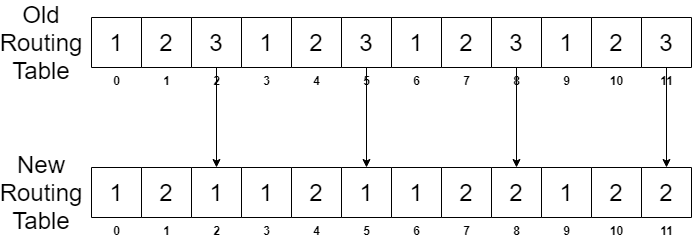 Old
Routing
Table
1 2 3 1 2 3 1 2 3 1 2 3
0 1 2 3 4 5 6 7 8 9 10 11
New
Routing
Table
1 2 1 1 2 1 1 2 2 1 2 2
0 1 2 3 4 5 6 7 8 9 10 11